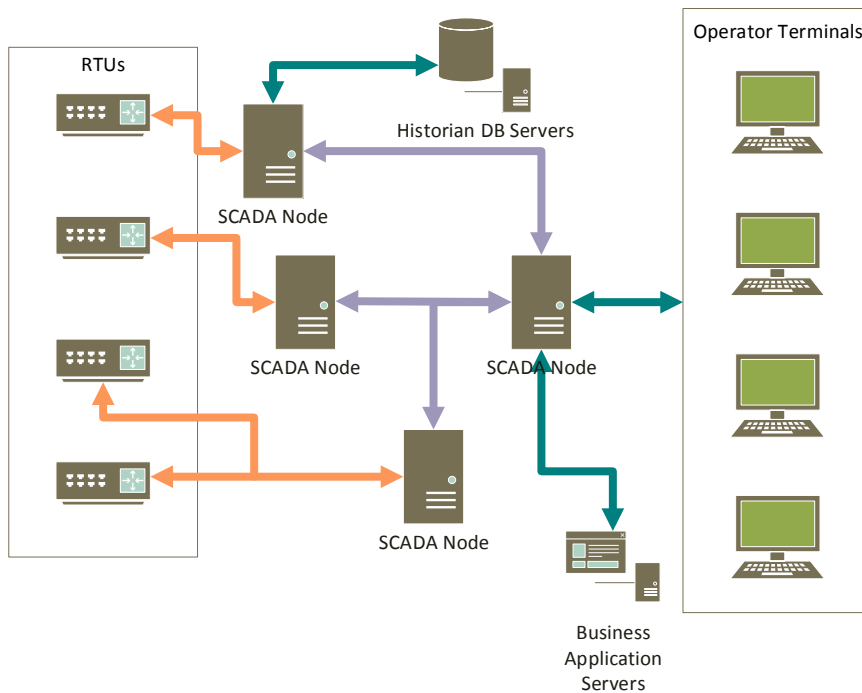 RTUs
Operator Terminals
Historian DB Servers
SCADA Node
SCADA Node
SCADA Node
SCADA Node
Business
Application
Servers